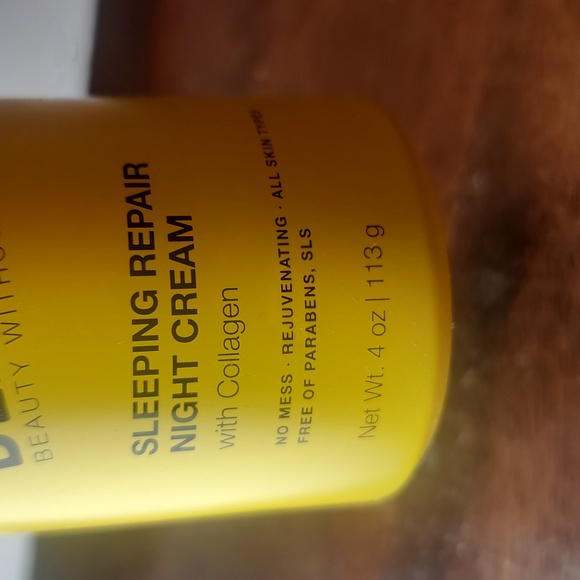 BEAUTY
SLEEPING REPAIR
NIGHT CREAM
with Collagen
NO MESS · REJUVENATING · ALL SKIN TYPES
FREE OF PARABENS, SLS
Net Wt. 4 oz | 113 g